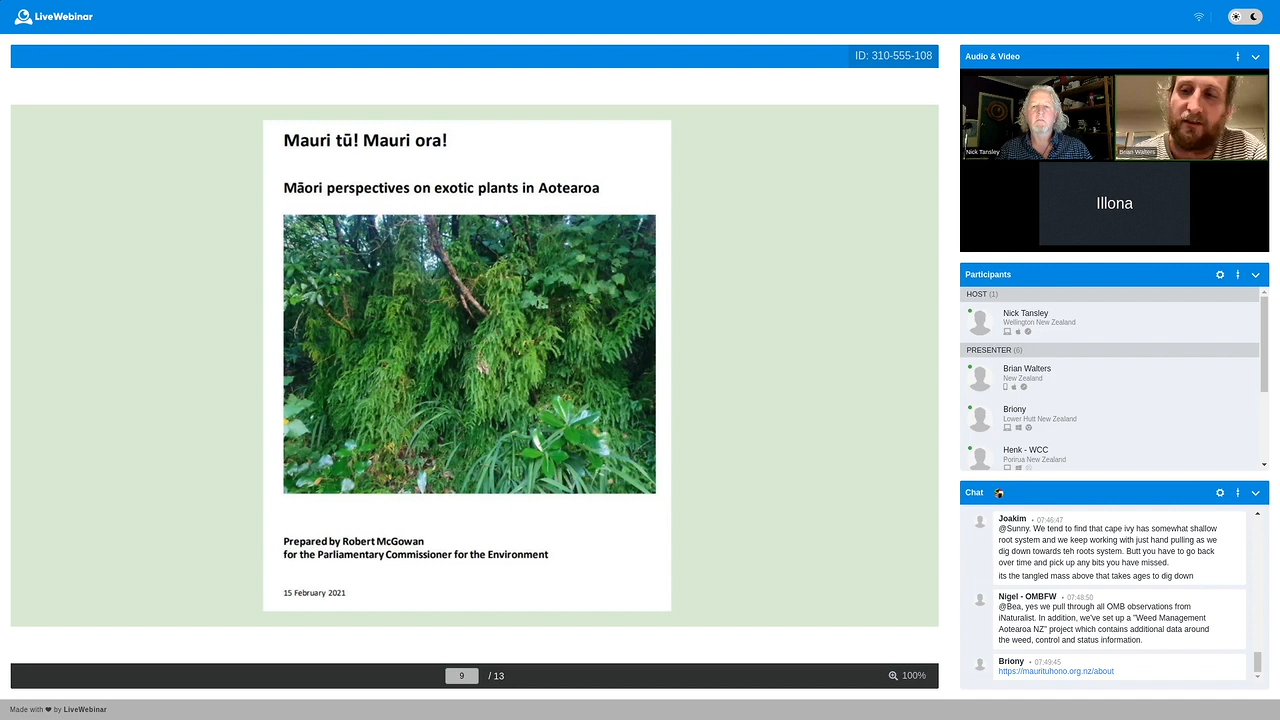 LiveWebinar
ID: 310-555-108
Mauri tū! Mauri ora!
Māori perspectives on exotic plants in Aotearoa
Prepared by Robert McGowan
for the Parliamentary Commissioner for the Environment
15 February 2021
9 / 13
100%
Audio & Video
Nick Tansley
Brian Walters
Illona
Participants
HOST (1)
Nick Tansley
Wellington New Zealand
PRESENTER (6)
Brian Walters
New Zealand
Briony
Lower Hutt New Zealand
Henk - WCC
Porirua New Zealand
Chat
Joakim • 07:46:47
@Sunny. We tend to find that cape ivy has somewhat shallow
root system and we keep working with just hand pulling as we
dig down towards teh roots system. Butt you have to go back
over time and pick up any bits you have missed.
its the tangled mass above that takes ages to dig down
Nigel - OMBFW • 07:48:50
@Bea, yes we pull through all OMB observations from
iNaturalist. In addition, we've set up a "Weed Management
Aotearoa NZ" project which contains additional data around
the weed, control and status information.
Briony • 07:49:45
https://maurituhono.org.nz/about
Made with ❤ by LiveWebinar